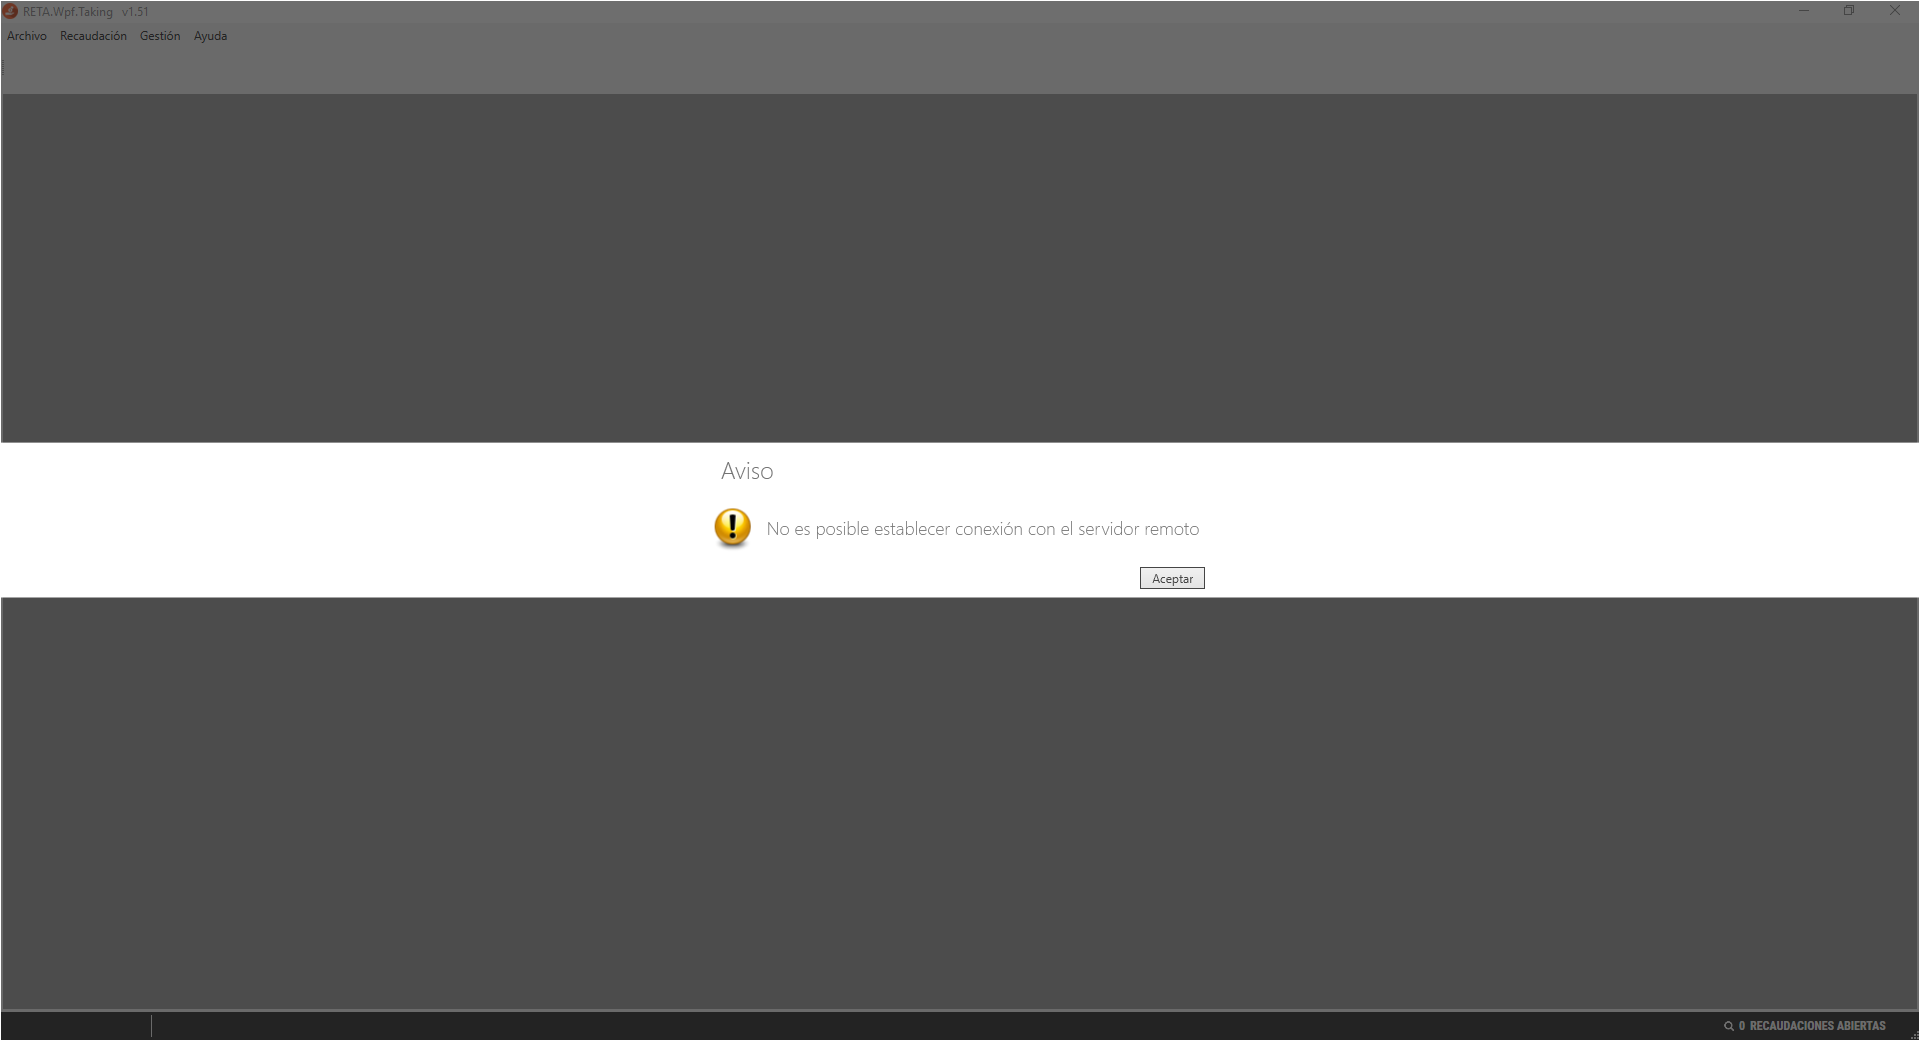 RETA.Wpf.Taking v1.51
Archivo Recaudación Gestión Ayuda
Aviso
No es posible establecer conexión con el servidor remoto
Aceptar
0 RECAUDACIONES ABIERTAS